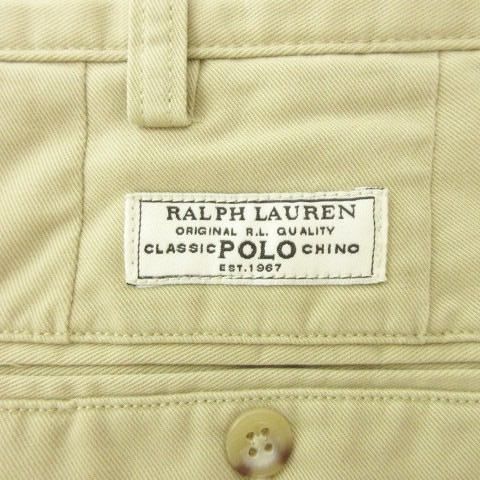 RALPH LAUREN
ORIGINAL R.L. QUALITY
CLASSIC POLO CHINO
EST. 1967